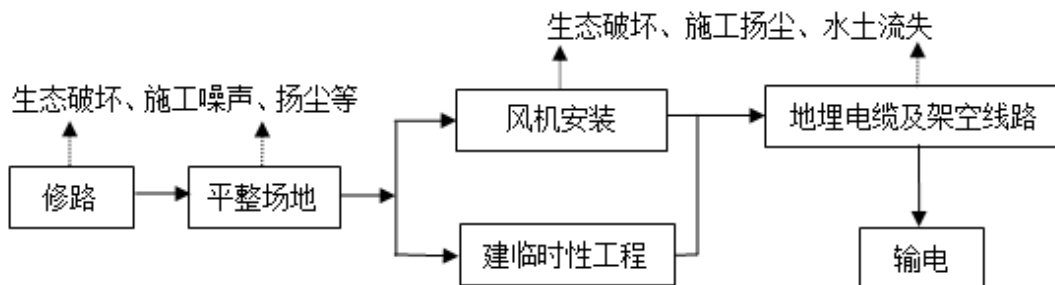 生态破坏、施工扬尘、水土流失
生态破坏、施工噪声、扬尘等
风机安装
地埋电缆及架空线路
修路
平整场地
建临时性工程
输电